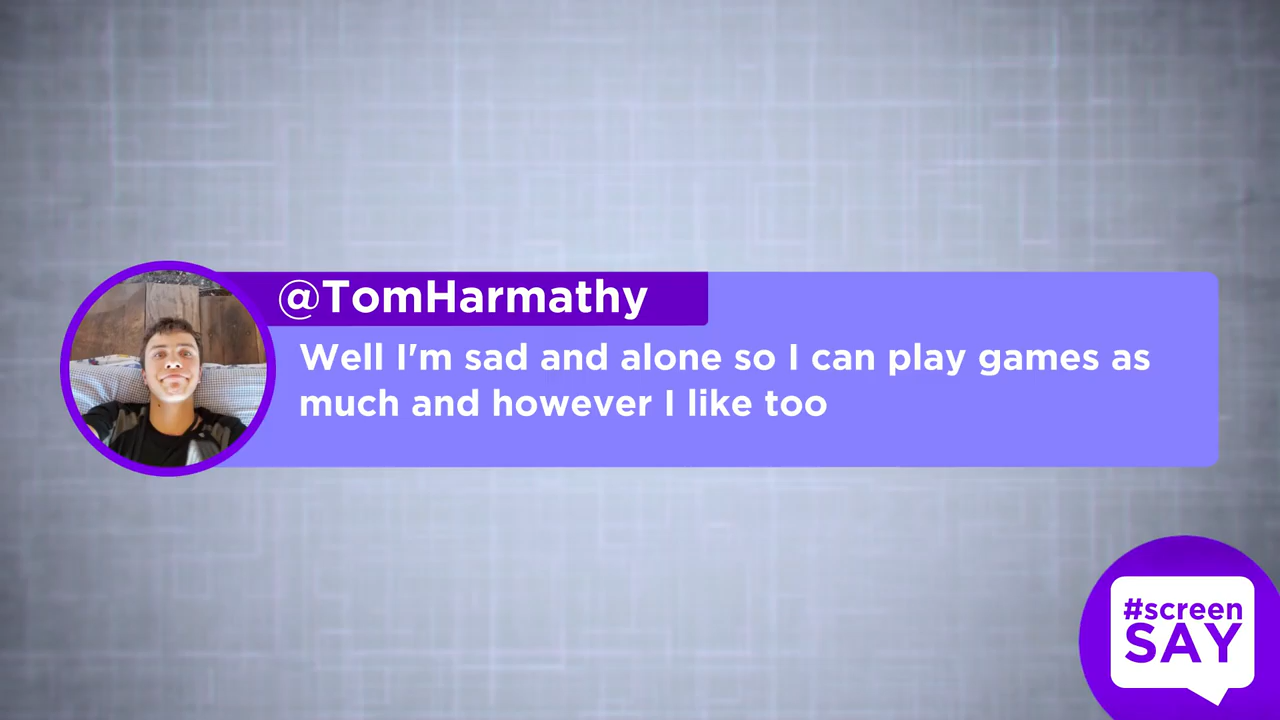 @TomHarmathy
Well I'm sad and alone so I can play games as
much and however I like too
#screen
SAY